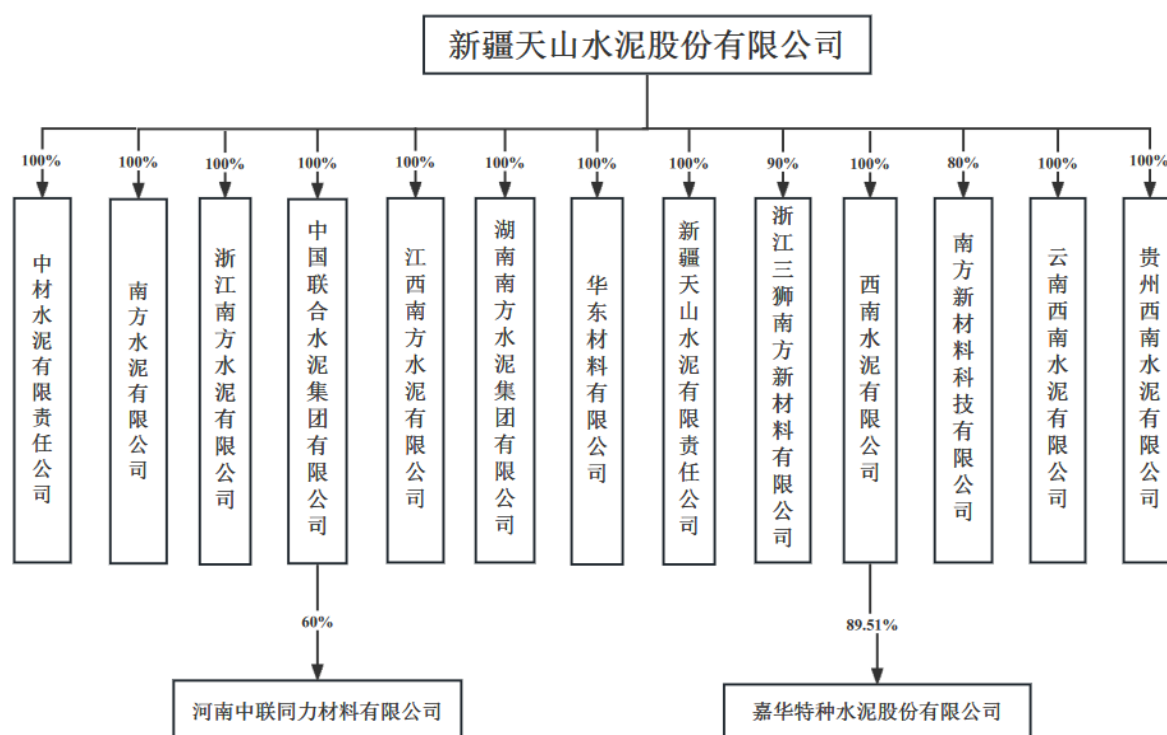 新疆天山水泥股份有限公司
100%
100%
100%
100%
100%
100%
100%
100%
90%
100%
80%
100%
100%
中材水泥有限责任公司
南方水泥有限公司
浙江南方水泥有限公司
中国联合水泥集团有限公司
江西南方水泥有限公司
湖南南方水泥集团有限公司
华东材料有限公司
新疆天山水泥有限责任公司
浙江三狮南方新材料有限公司
西南水泥有限公司
南方新材料科技有限公司
云南西南水泥有限公司
贵州西南水泥有限公司
60%
89.51%
河南中联同力材料有限公司
嘉华特种水泥股份有限公司